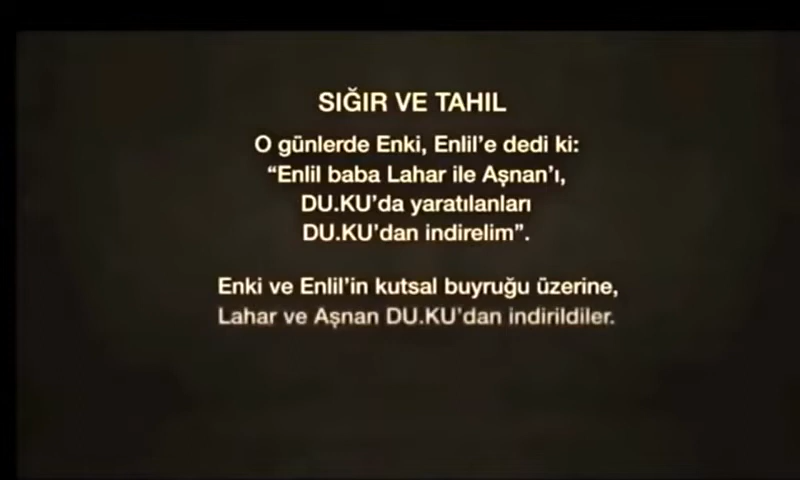 SIĞIR VE TAHIL
O günlerde Enki, Enlil'e dedi ki:
“Enlil baba Lahar ile Aşnan'ı,
DU.KU'da yaratılanları
DU.KU'dan indirelim”.
Enki ve Enlil'in kutsal buyruğu üzerine,
Lahar ve Aşnan DU.KU'dan indirildiler.